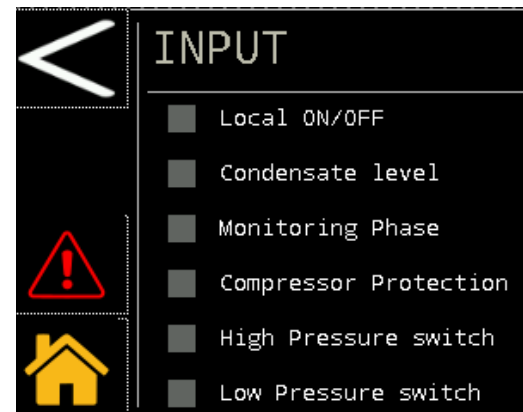 INPUT
Local ON/OFF
Condensate level
Monitoring Phase
Compressor Protection
High Pressure switch
Low Pressure switch